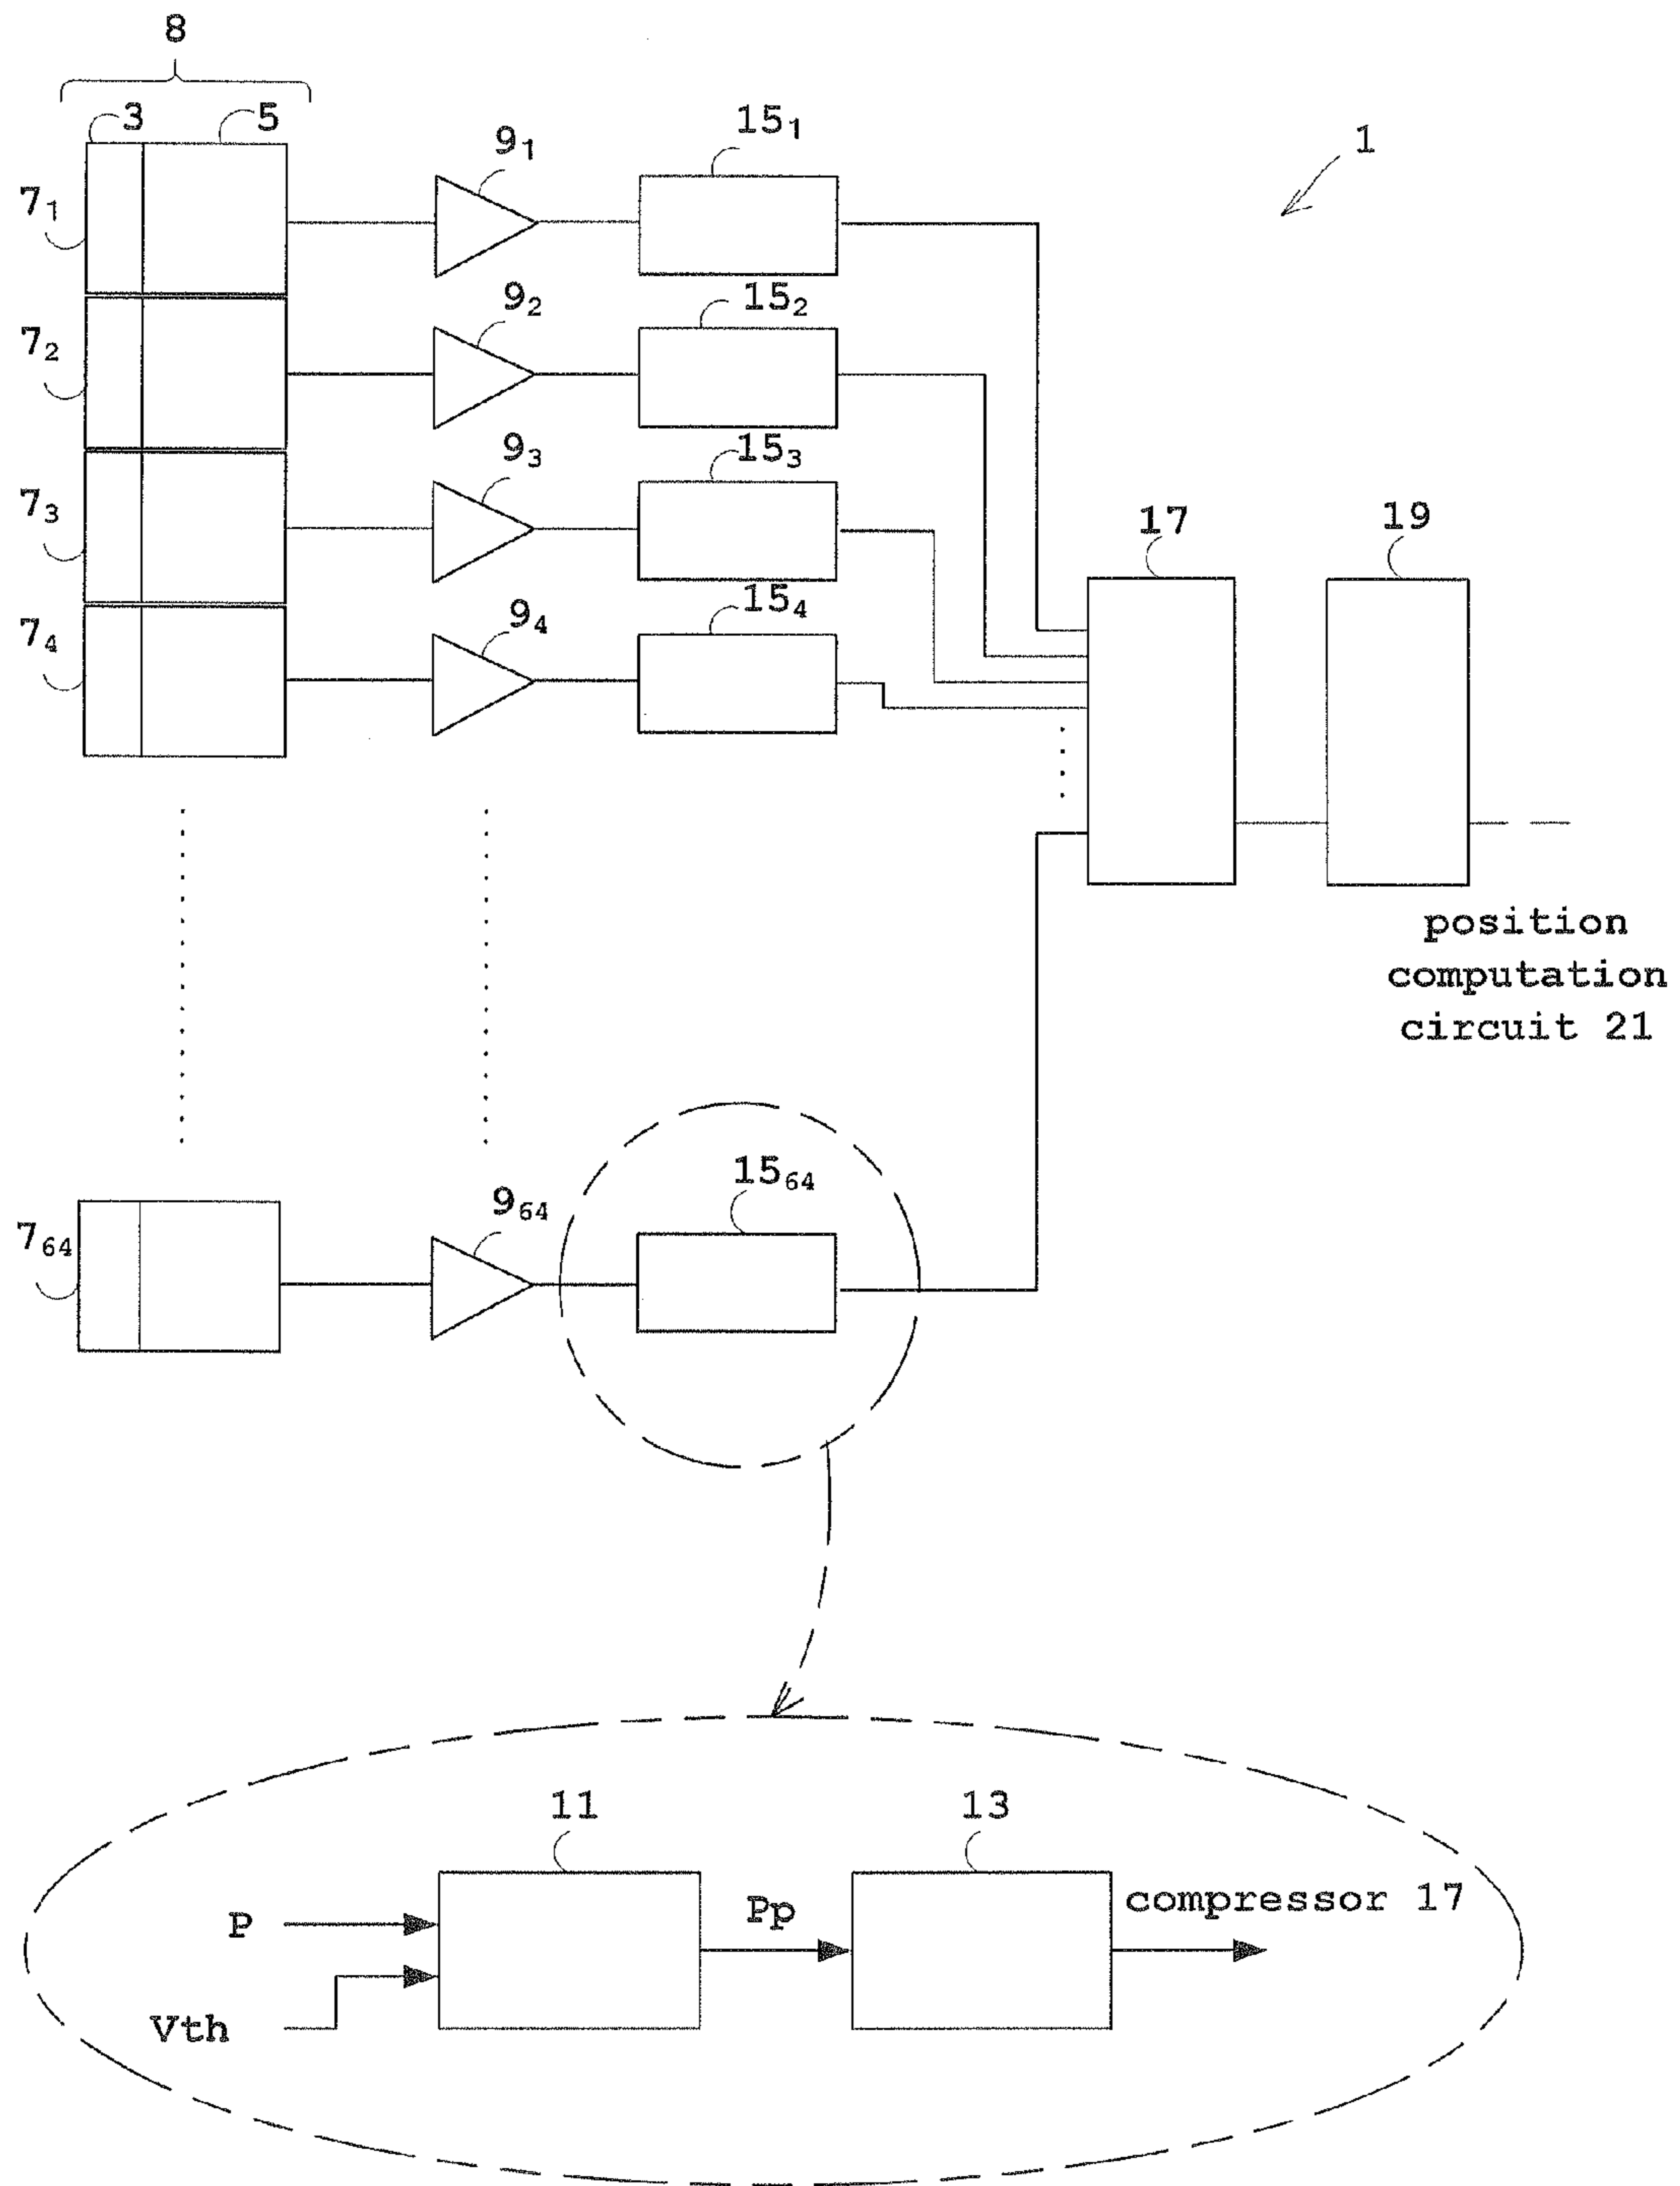 8
3 5
9₁ 15₁
1
7₁
9₂ 15₂
7₂
9₃ 15₃
7₃
17 19
9₄ 15₄
7₄
position
computation
circuit 21
15₆₄
9₆₄
7₆₄
11 13
P
Pp
compressor 17
Vth